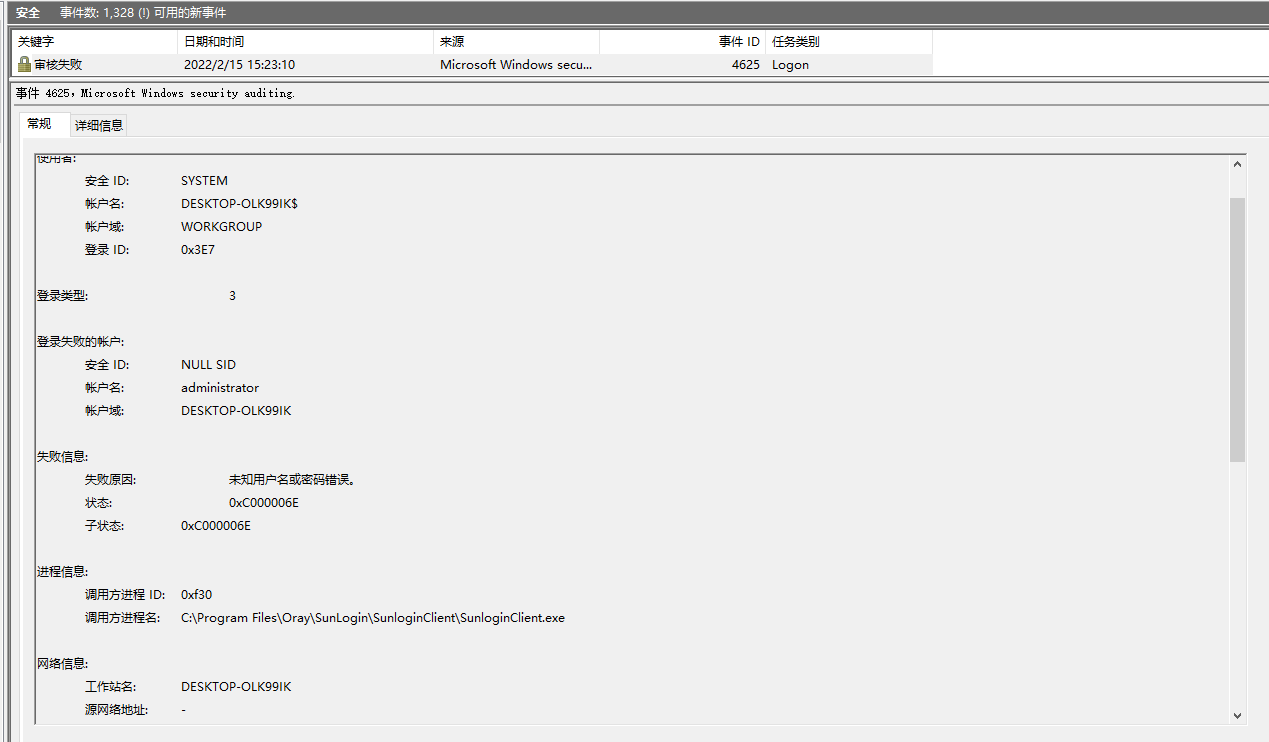 安全 事件数: 1,328 (!) 可用的新事件
关键字 日期和时间 来源 事件 ID 任务类别
审核失败 2022/2/15 15:23:10 Microsoft Windows secu... 4625 Logon
事件 4625，Microsoft Windows security auditing.
常规 详细信息
使用者:
安全 ID: SYSTEM
帐户名: DESKTOP-OLK99IK$
帐户域: WORKGROUP
登录 ID: 0x3E7
登录类型: 3
登录失败的帐户:
安全 ID: NULL SID
帐户名: administrator
帐户域: DESKTOP-OLK99IK
失败信息:
失败原因: 未知用户名或密码错误。
状态: 0xC000006E
子状态: 0xC000006E
进程信息:
调用方进程 ID: 0xf30
调用方进程名: C:\Program Files\Oray\SunLogin\SunloginClient\SunloginClient.exe
网络信息:
工作站名: DESKTOP-OLK99IK
源网络地址: -